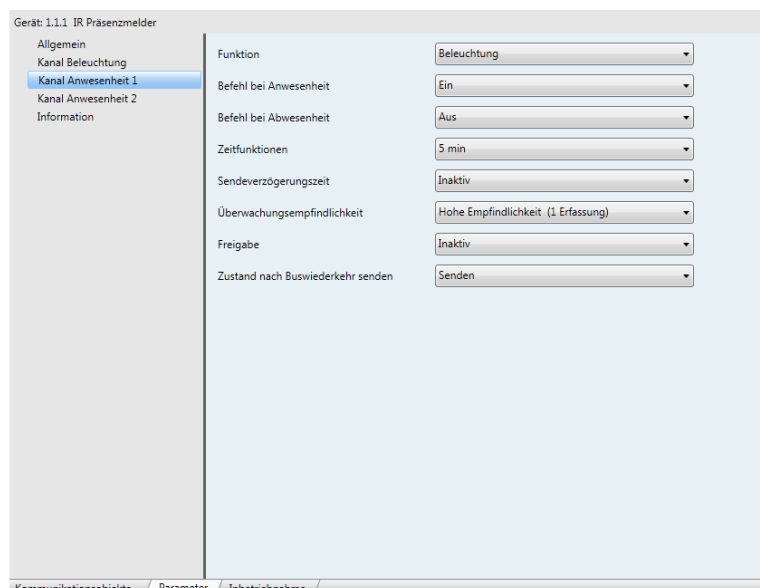 Gerät: 1.1.1 IR Präsenzmelder
Allgemein
Kanal Beleuchtung
Kanal Anwesenheit 1
Kanal Anwesenheit 2
Information
Funktion Beleuchtung
Befehl bei Anwesenheit Ein
Befehl bei Abwesenheit Aus
Zeitfunktionen 5 min
Sendeverzögerungszeit Inaktiv
Überwachungsempfindlichkeit Hohe Empfindlichkeit (1 Erfassung)
Freigabe Inaktiv
Zustand nach Buswiederkehr senden Senden
Kommunikationsobjekte Parameter Inbetriebnahme